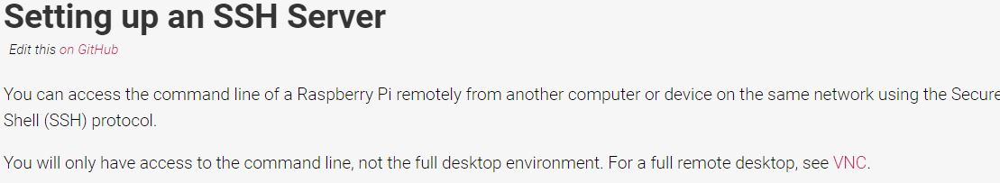 Setting up an SSH Server
Edit this on GitHub
You can access the command line of a Raspberry Pi remotely from another computer or device on the same network using the Secure
Shell (SSH) protocol.
You will only have access to the command line, not the full desktop environment. For a full remote desktop, see VNC.